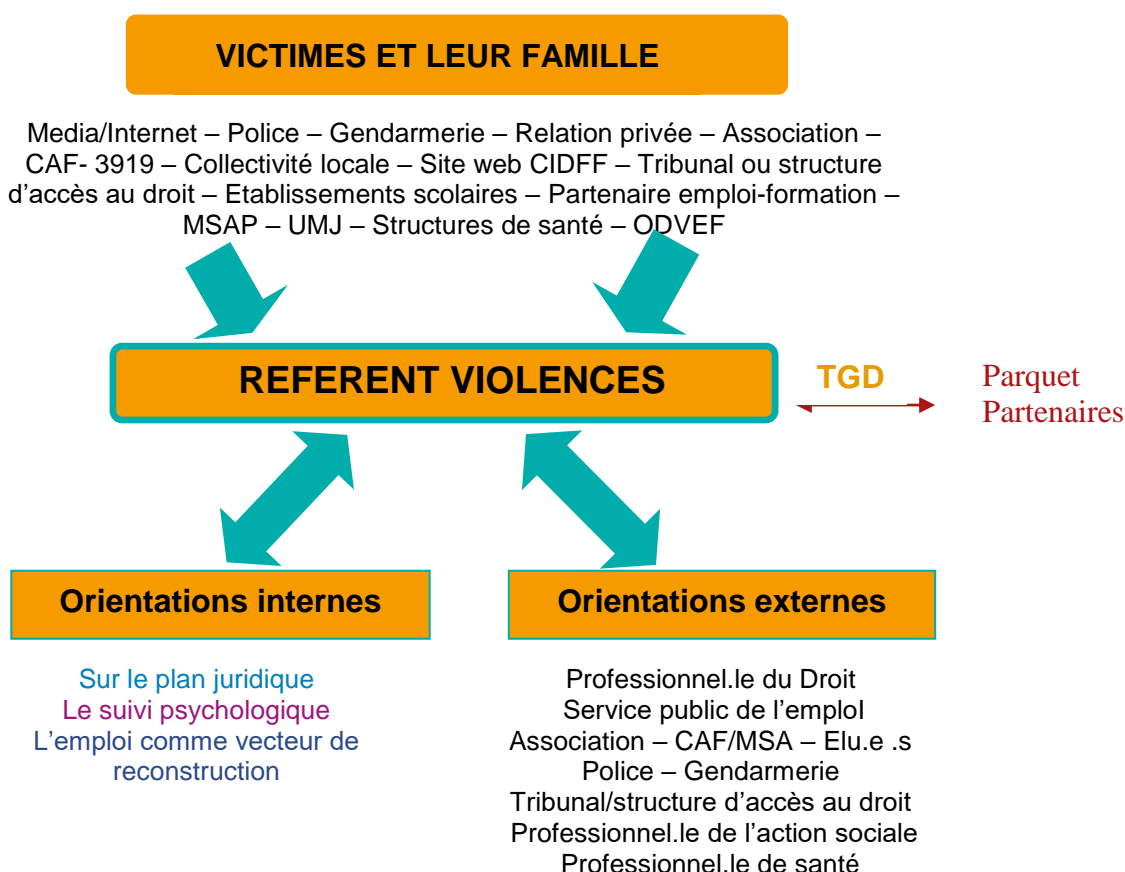 VICTIMES ET LEUR FAMILLE
Media/Internet – Police – Gendarmerie – Relation privée – Association –
CAF- 3919 – Collectivité locale – Site web CIDFF – Tribunal ou structure
d'accès au droit – Etablissements scolaires – Partenaire emploi-formation –
MSAP – UMJ – Structures de santé – ODVEF
REFERENT VIOLENCES
TGD
Parquet
Partenaires
Orientations internes
Sur le plan juridique
Le suivi psychologique
L'emploi comme vecteur de
reconstruction
Orientations externes
Professionnel.le du Droit
Service public de l'emploI
Association – CAF/MSA – Elu.e .s
Police – Gendarmerie
Tribunal/structure d'accès au droit
Professionnel.le de l'action sociale
Professionnel.le de santé